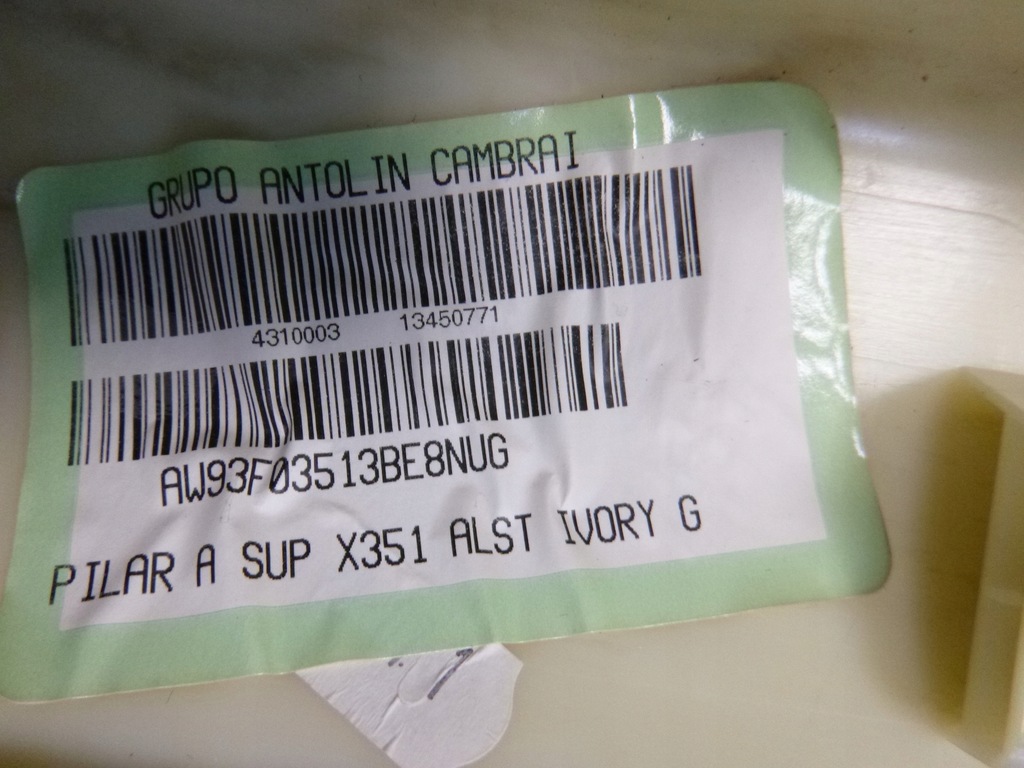 GRUPO ANTOLIN CAMBRAI
4310003 13450771
AW93F03513BE8NUG
PILAR A SUP X351 ALST IVORY G